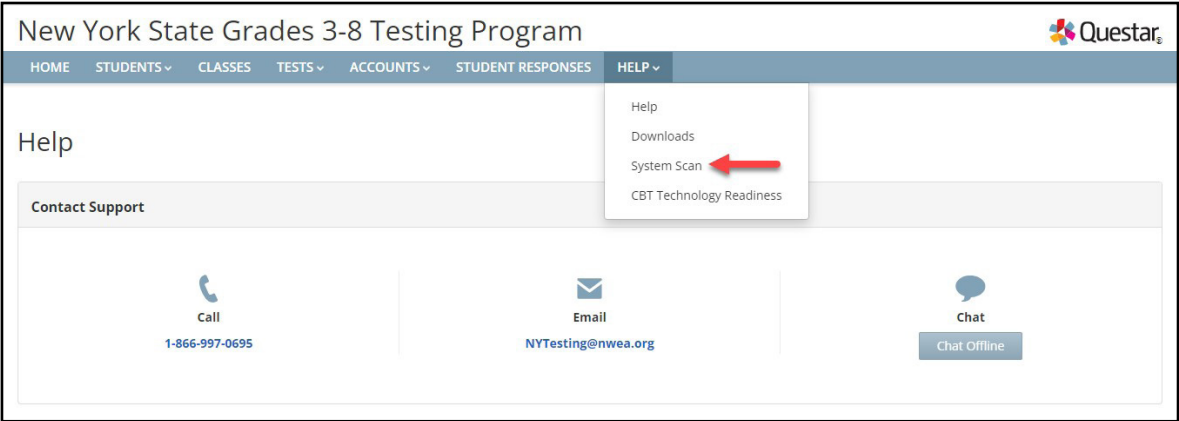 New York State Grades 3-8 Testing Program
Questar®
HOME STUDENTS CLASSES TESTS ACCOUNTS STUDENT RESPONSES HELP
Help
Downloads
System Scan
CBT Technology Readiness
Help
Contact Support
Call
1-866-997-0695
Email
NYTesting@nwea.org
Chat
Chat Offline